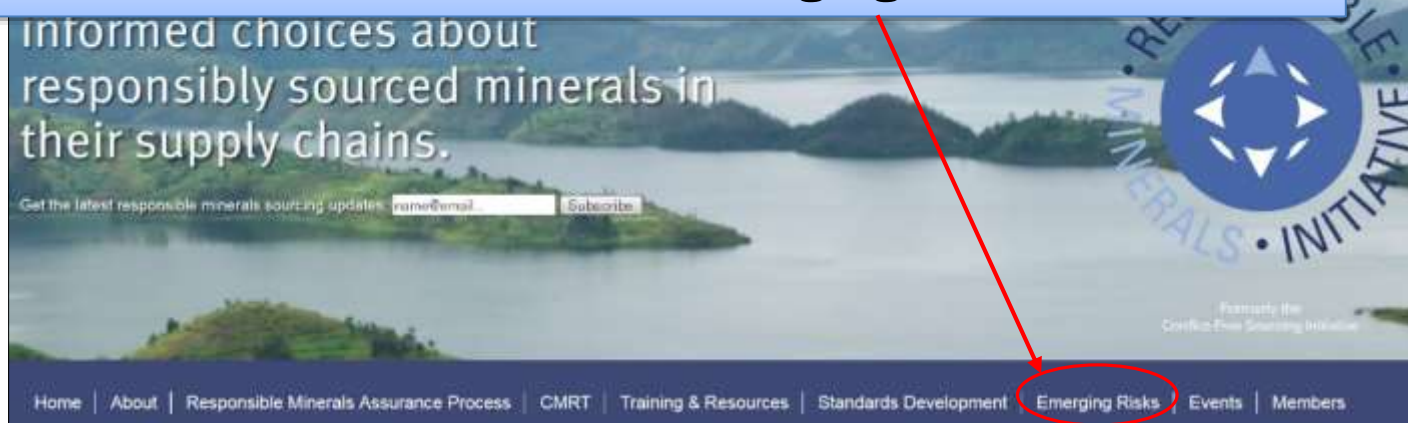 informed choices about
responsibly sourced minerals in
their supply chains.
Get the latest responsible minerals sourcing updates name@email... Subscribe
MINERALS • INITIATIVE
Formerly the
Conflict-Free Sourcing Initiative
Home | About | Responsible Minerals Assurance Process | CMRT | Training & Resources | Standards Development | Emerging Risks | Events | Members